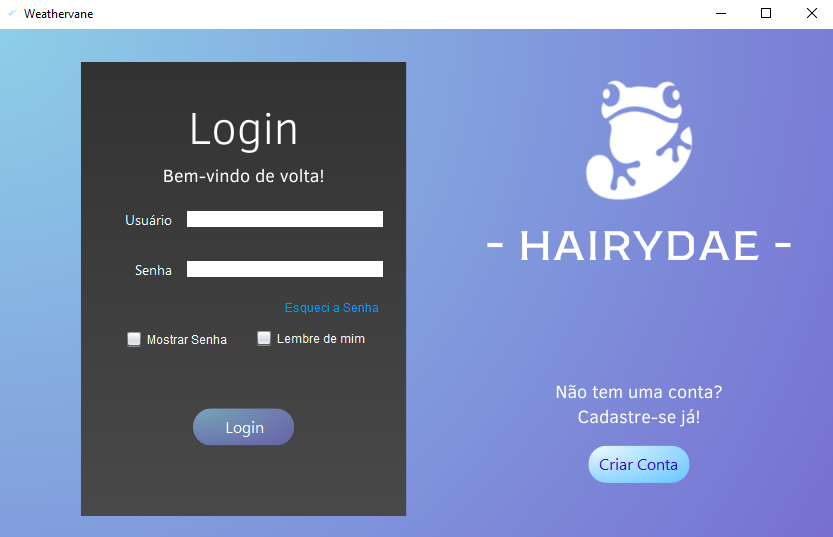 Weathervane
Login
Bem-vindo de volta!
Usuário
Senha
Esqueci a Senha
Mostrar Senha
Lembre de mim
Login
- HAIRYDAE -
Não tem uma conta?
Cadastre-se já!
Criar Conta